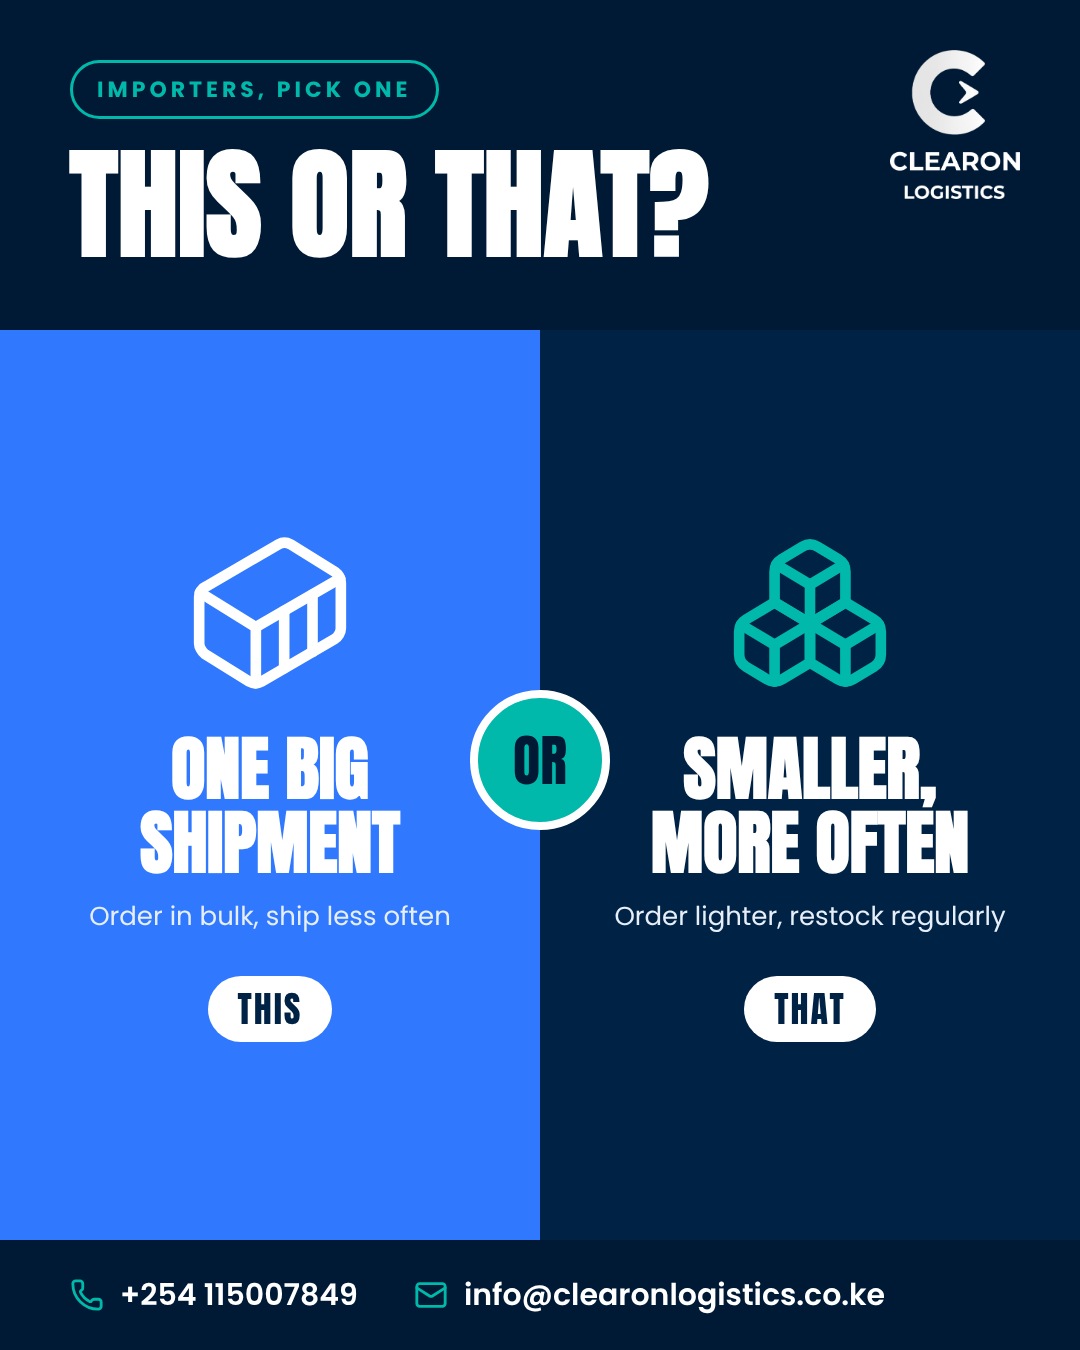 IMPORTERS, PICK ONE
THIS OR THAT?
CLEARON
LOGISTICS
ONE BIG
SHIPMENT
Order in bulk, ship less often
THIS
OR
SMALLER,
MORE OFTEN
Order lighter, restock regularly
THAT
+254 115007849
info@clearonlogistics.co.ke